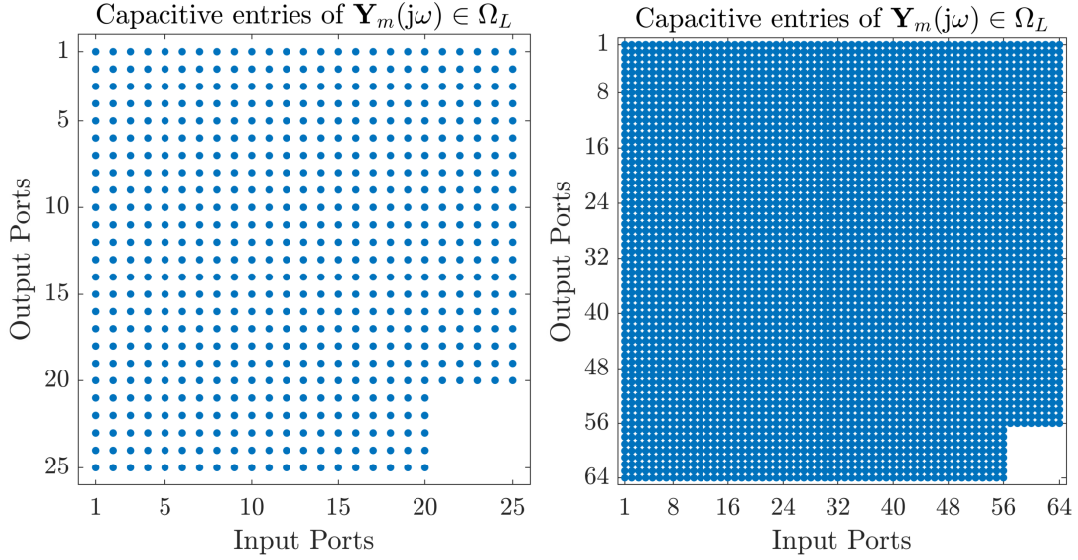 Capacitive entries of Yₘ(jω) ∈ Ω_L
1
5
10
15
20
25
Output Ports
1 5 10 15 20 25
Input Ports
Capacitive entries of Yₘ(jω) ∈ Ω_L
1
8
16
24
32
40
48
56
64
Output Ports
1 8 16 24 32 40 48 56 64
Input Ports